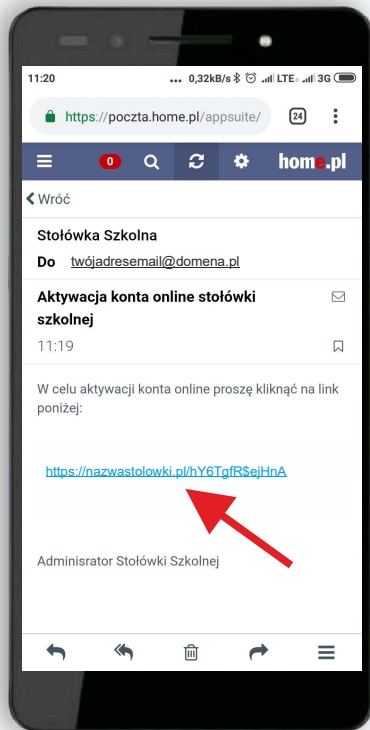 11:20 ... 0,32kB/s LTE 3G
https://poczta.home.pl/appsuite/ 24
0 home.pl
Wróć
Stołówka Szkolna
Do twójadresemail@domena.pl
Aktywacja konta online stołówki
szkolnej
11:19
W celu aktywacji konta online proszę kliknąć na link
poniżej:
https://nazwastolowki.pl/hY6TgfR$ejHnA
Adminisrator Stołówki Szkolnej